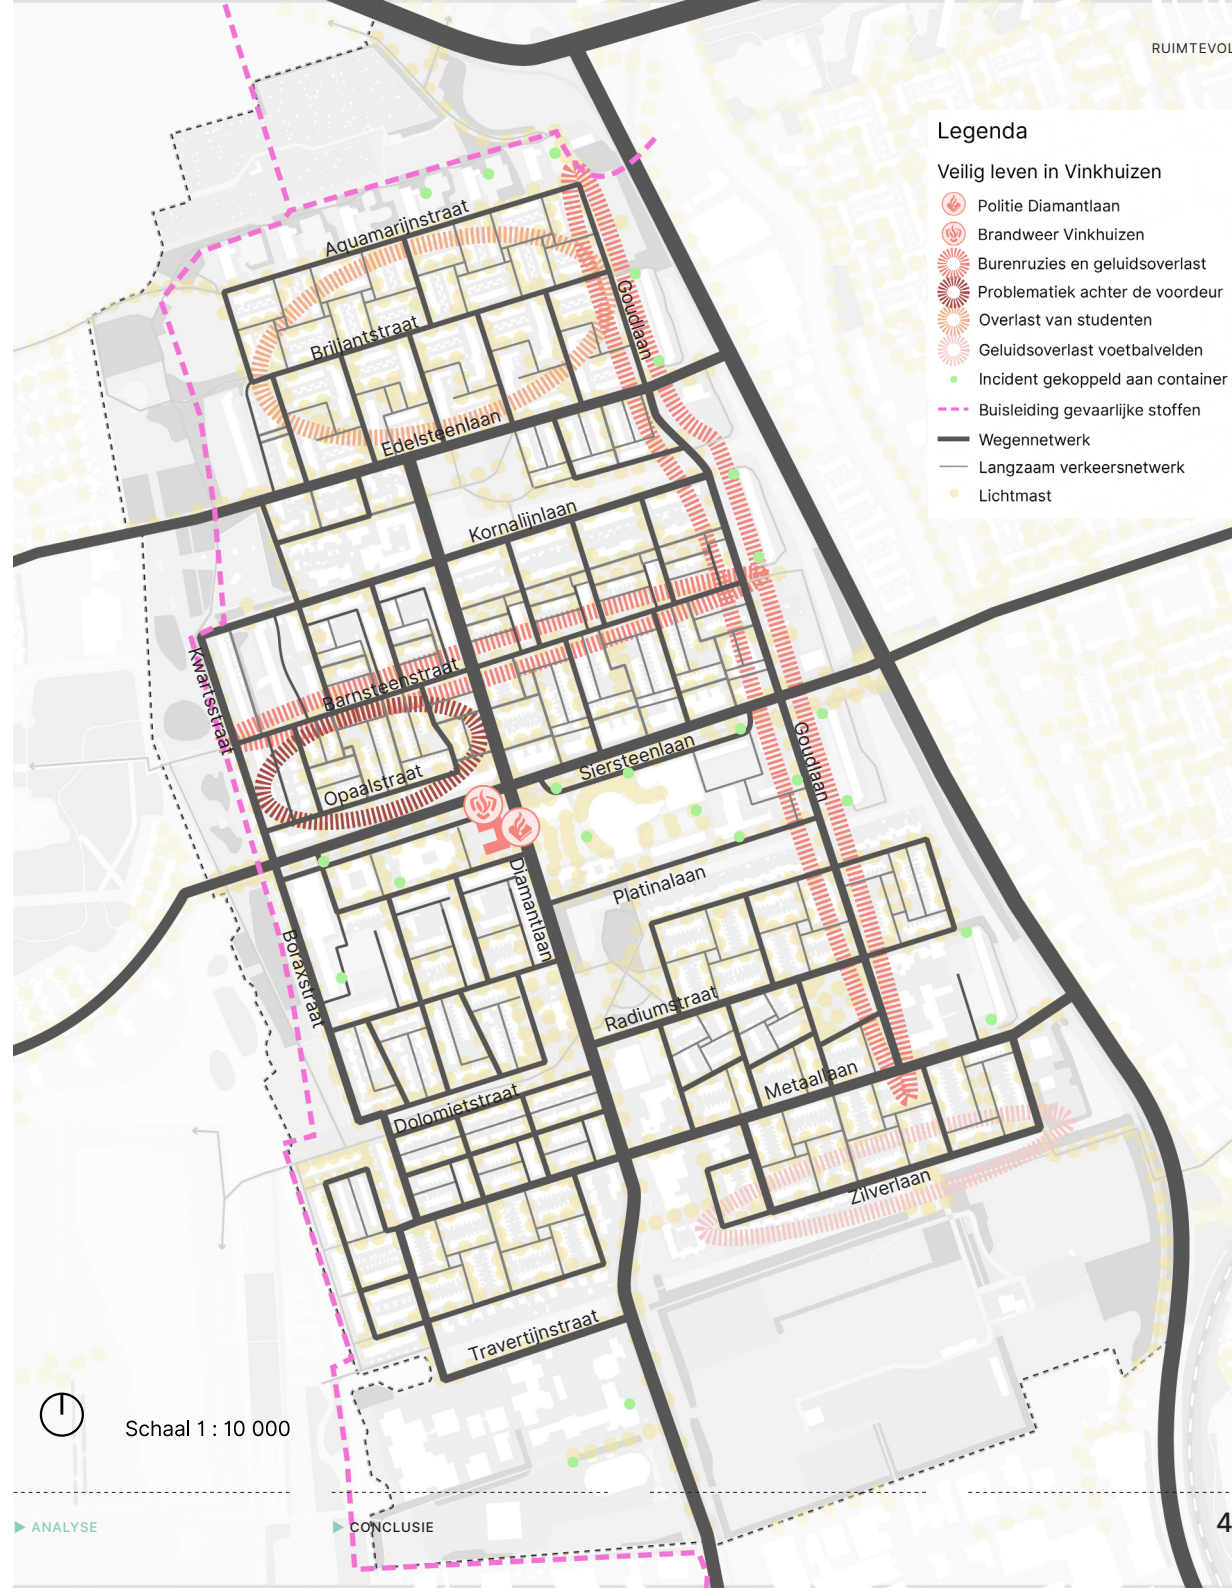 RUIMTEVOL
Legenda
Veilig leven in Vinkhuizen
Politie Diamantlaan
Brandweer Vinkhuizen
Burenruzies en geluidsoverlast
Problematiek achter de voordeur
Overlast van studenten
Geluidsoverlast voetbalvelden
Incident gekoppeld aan container
Buisleiding gevaarlijke stoffen
Wegennetwerk
Langzaam verkeersnetwerk
Lichtmast
Aquamarijnstraat
Goudlaan
Briljantstraat
Edelsteenlaan
Kornalijnlaan
Kwartsstraat
Barnsteenstraat
Siersteenlaan
Goudlaan
Opaalstraat
Diamantlaan
Platinalaan
Boraxstraat
Radiumstraat
Metaallaan
Dolomietstraat
Zilverlaan
Travertijnstraat
Schaal 1 : 10 000
ANALYSE
CONCLUSIE
4